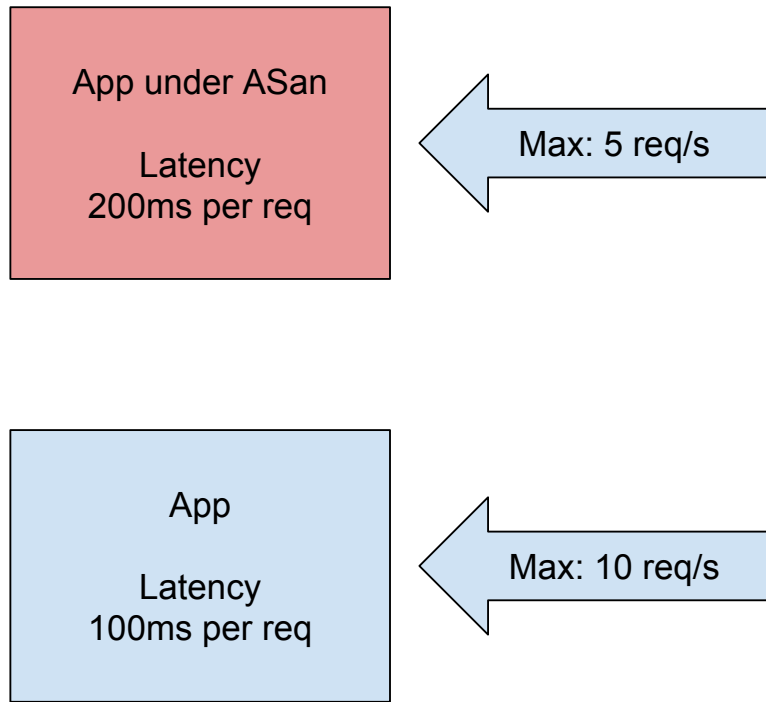 App under ASan
Latency
200ms per req
Max: 5 req/s
App
Latency
100ms per req
Max: 10 req/s